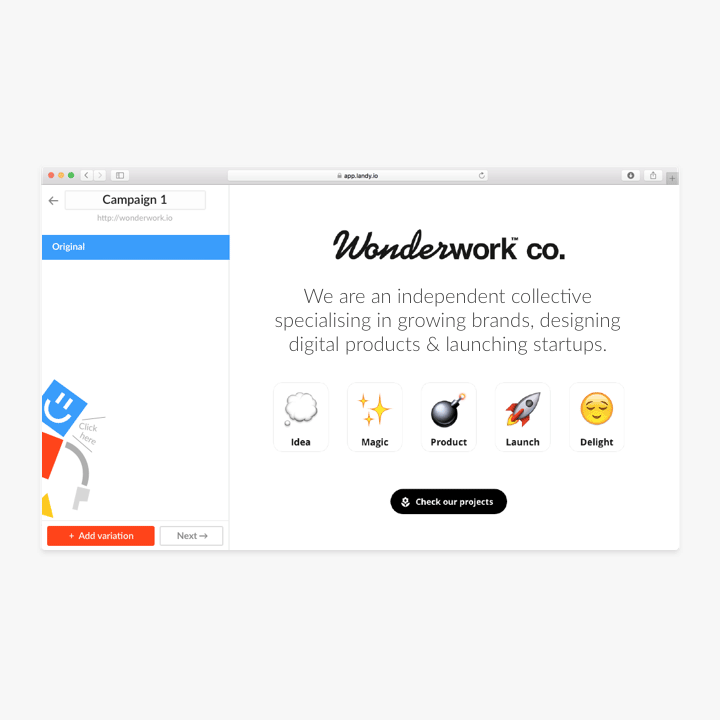 app.landy.io
Campaign 1
http://wonderwork.io
Original
Click
here
+ Add variation
Next →
Wonderwork™ co.
We are an independent collective
specialising in growing brands, designing
digital products & launching startups.
Idea
Magic
Product
Launch
Delight
Check our projects